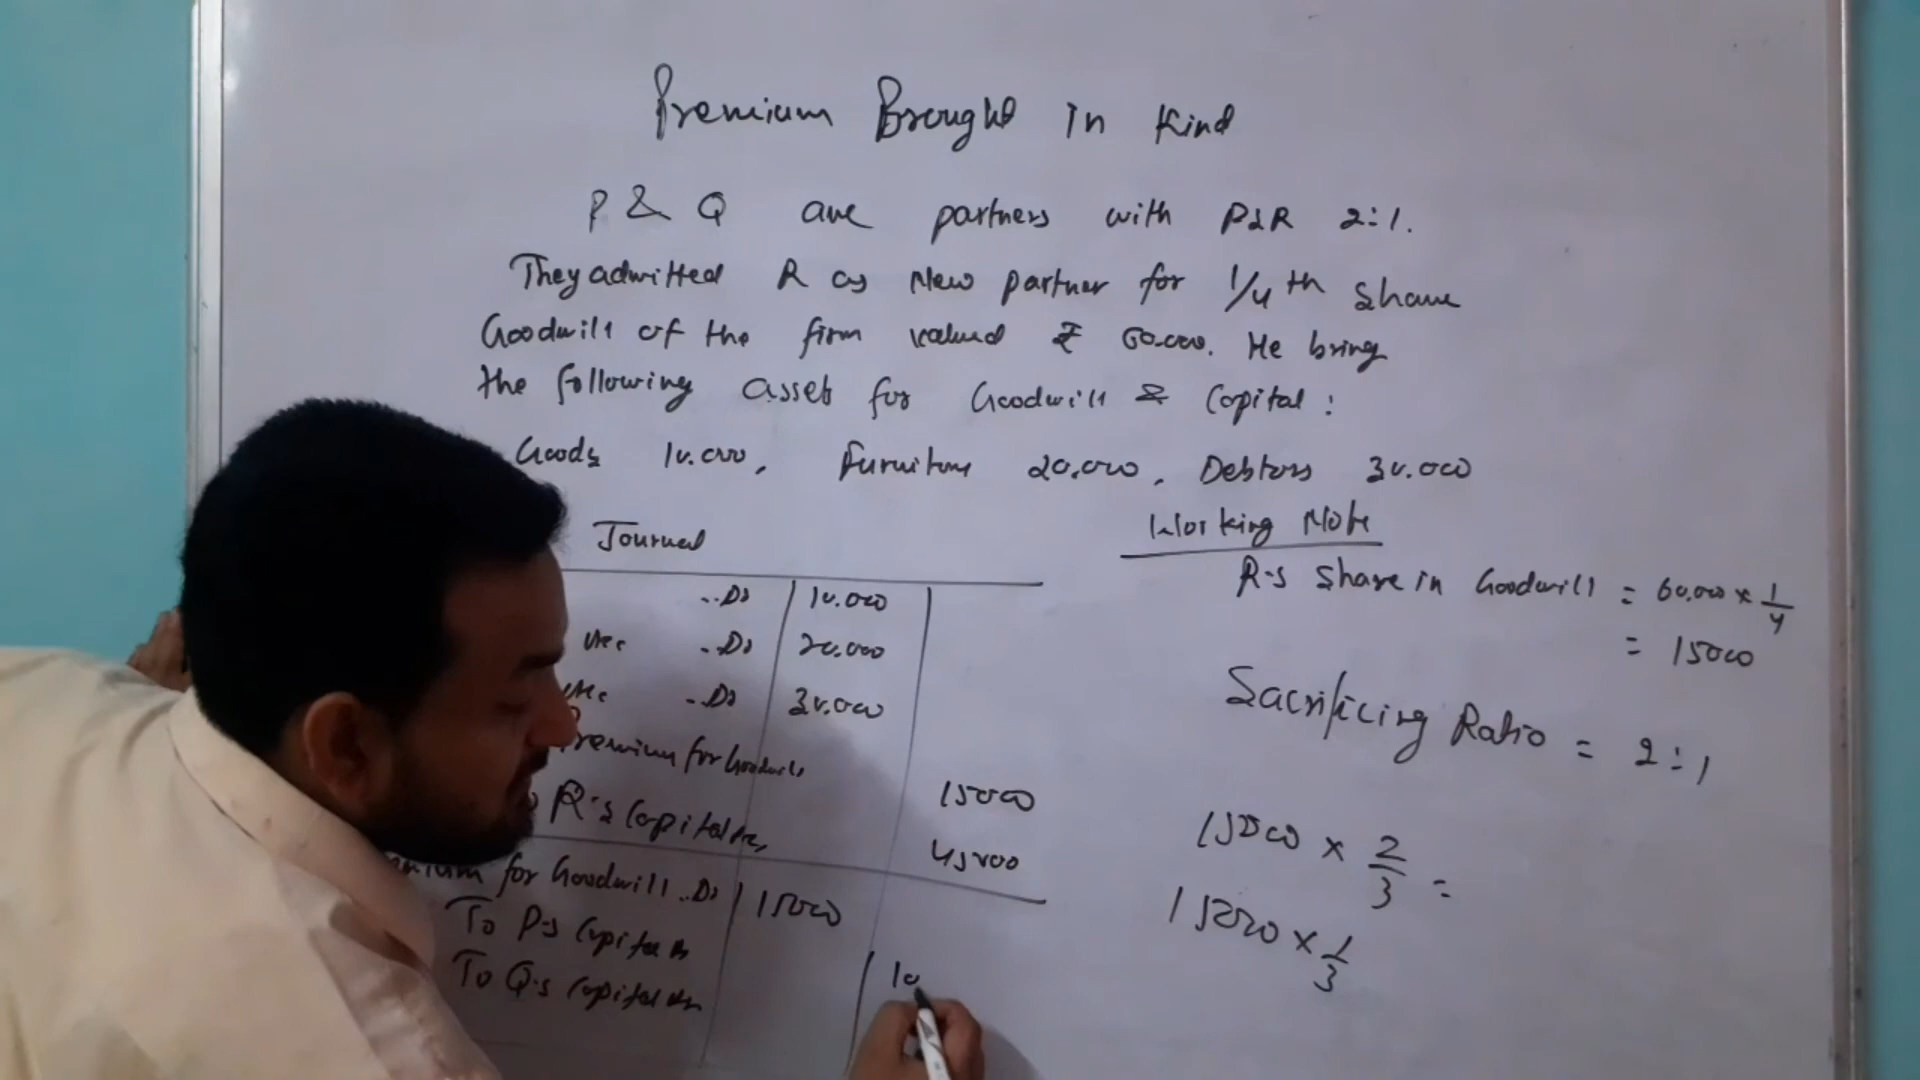 Premium Brought In Kind
P & Q are partners with PSR 2:1.
They admitted R as New partner for 1/4 th Share
Goodwill of the firm valued ₹ 60.000. He bring
the following asset for Goodwill & Capital :
Goods 10.000, Furniture 20,000, Debtors 30.000
Journal
..Dr 10.000
A/c ..Dr 20.000
A/c ..Dr 30.000
Premium for Goodwill 15000
R's Capital A/c 45000
for Goodwill ..Dr 15000
To P's Capital A/c 10
To Q's Capital A/c
Working Note
R's Share in Goodwill = 60.000 × 1/4
= 15000
Sacrificing Ratio = 2:1
15000 × 2/3 =
15000 × 1/3